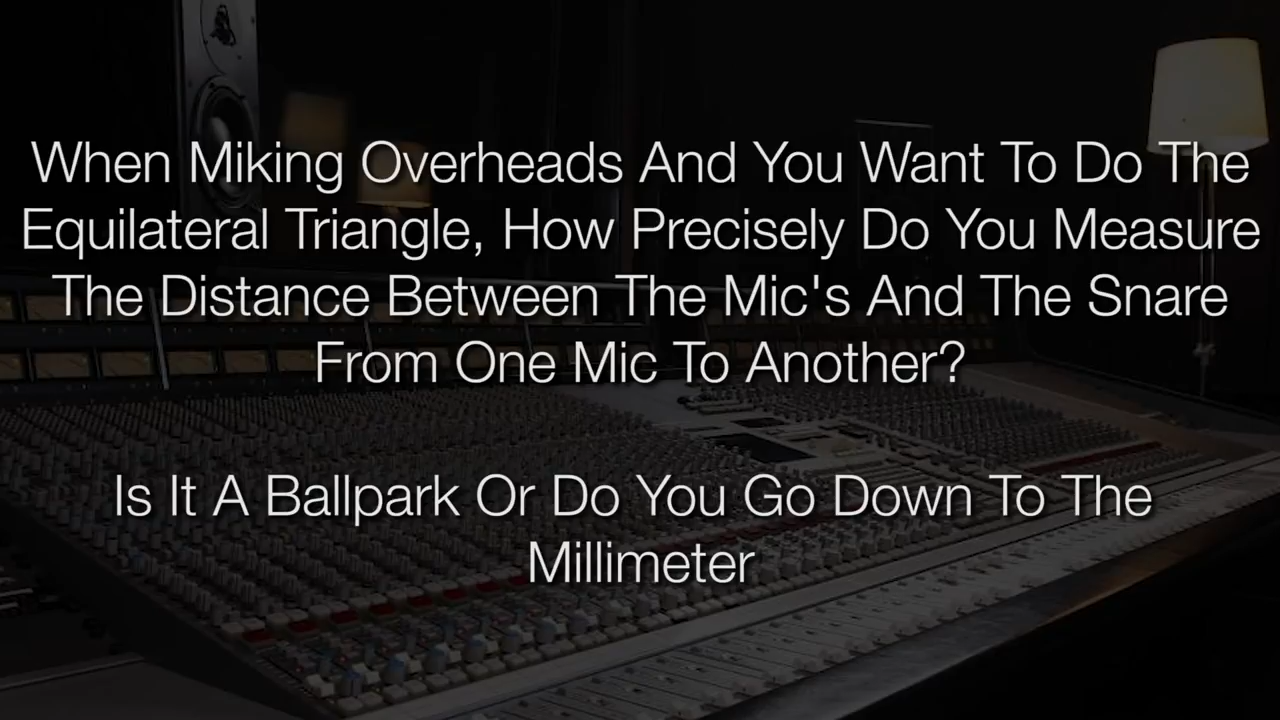 When Miking Overheads And You Want To Do The
Equilateral Triangle, How Precisely Do You Measure
The Distance Between The Mic's And The Snare
From One Mic To Another?
Is It A Ballpark Or Do You Go Down To The
Millimeter